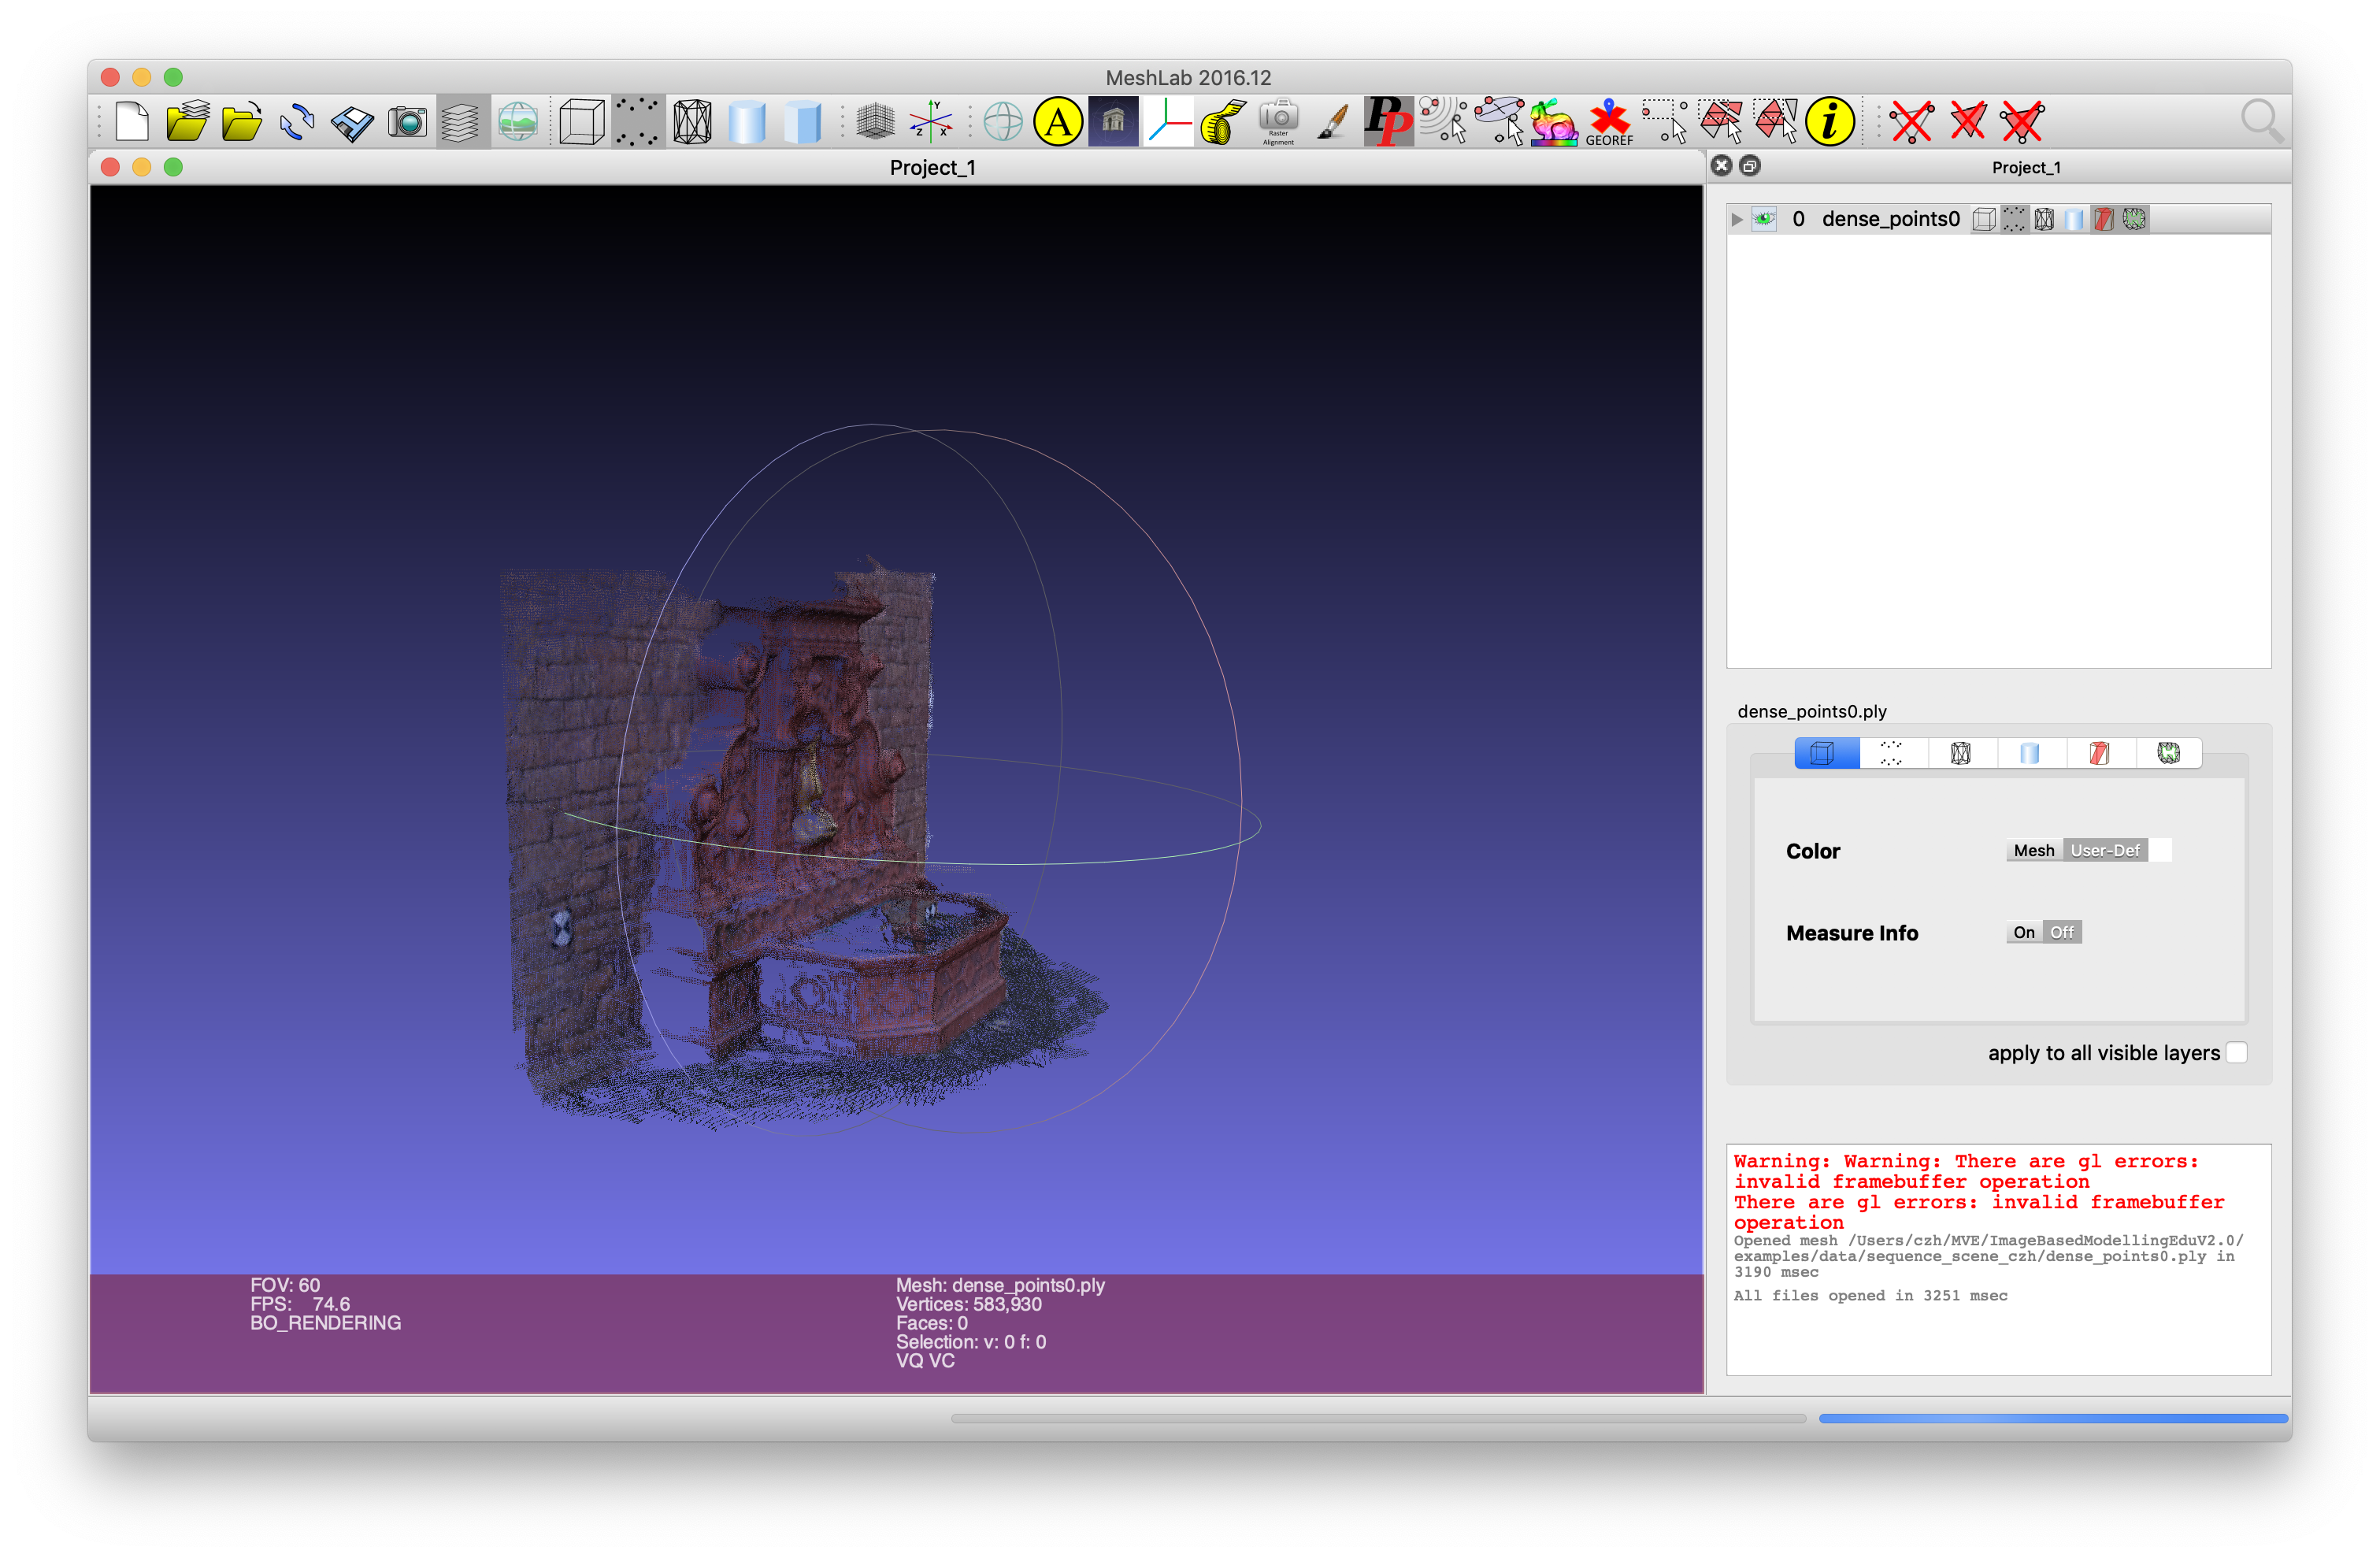 MeshLab 2016.12
A
Raster
Alignment
PP
GEOREF
i
Y
Z X
Project_1
Project_1
0 dense_points0
dense_points0.ply
Color Mesh User-Def
Measure Info On Off
apply to all visible layers
Warning: Warning: There are gl errors:
invalid framebuffer operation
There are gl errors: invalid framebuffer
operation
Opened mesh /Users/czh/MVE/ImageBasedModellingEduV2.0/
examples/data/sequence_scene_czh/dense_points0.ply in
3190 msec
All files opened in 3251 msec
FOV: 60
FPS: 74.6
BO_RENDERING
Mesh: dense_points0.ply
Vertices: 583,930
Faces: 0
Selection: v: 0 f: 0
VQ VC